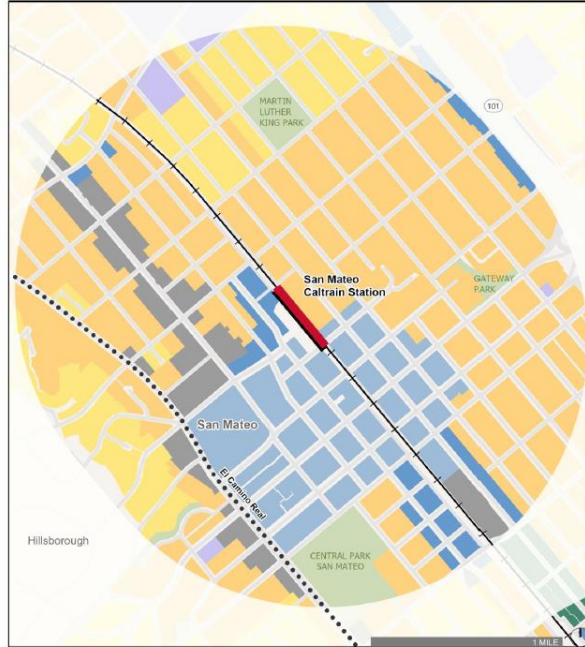 101
MARTIN
LUTHER
KING PARK
San Mateo
Caltrain Station
GATEWAY
PARK
San Mateo
El Camino Real
Hillsborough
CENTRAL PARK
SAN MATEO
1 MILE